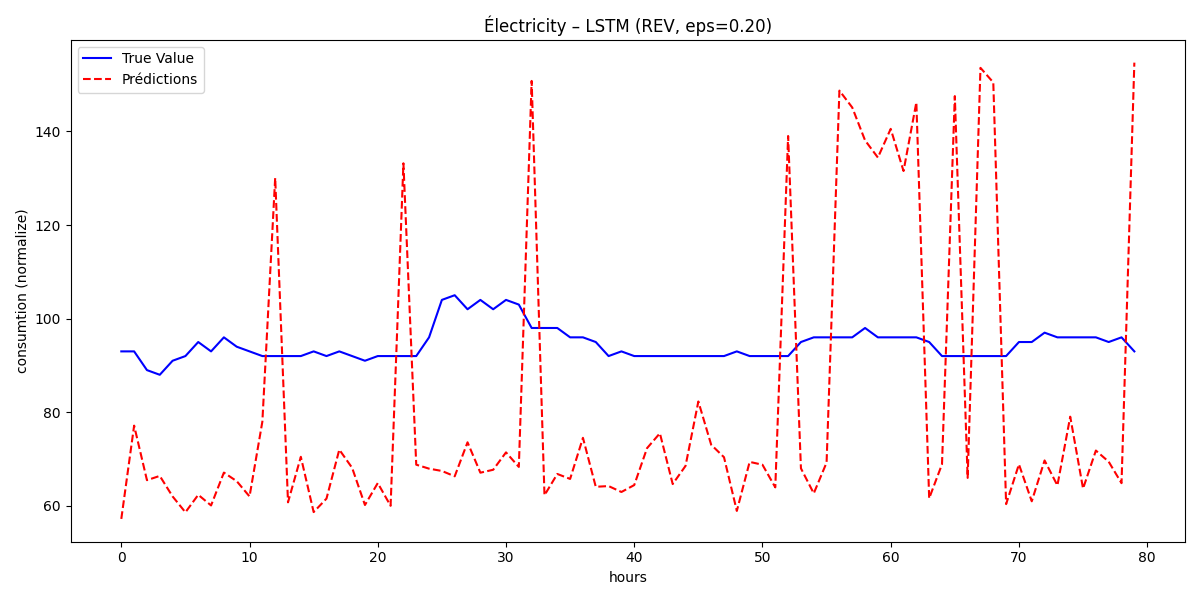 Électricity – LSTM (REV, eps=0.20)
True Value
Prédictions
consumtion (normalize)
140
120
100
80
60
0 10 20 30 40 50 60 70 80
hours